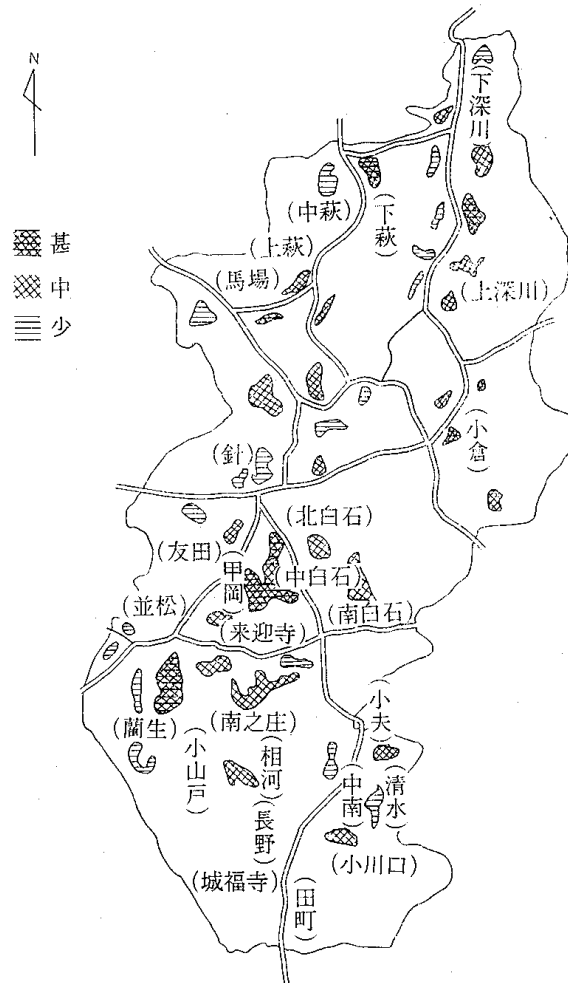 N
甚
中
少
(下深川)
(中萩)
(下萩)
(上萩)
(馬場)
(上深川)
(針)
(小倉)
(北白石)
(友田)
(甲岡)
(中白石)
(並松)
(来迎寺)
(南白石)
(藺生)
(南之庄)
(小夫)
(小山戸)
(相河)
(中南)
(清水)
(長野)
(小川口)
(城福寺)
(田町)